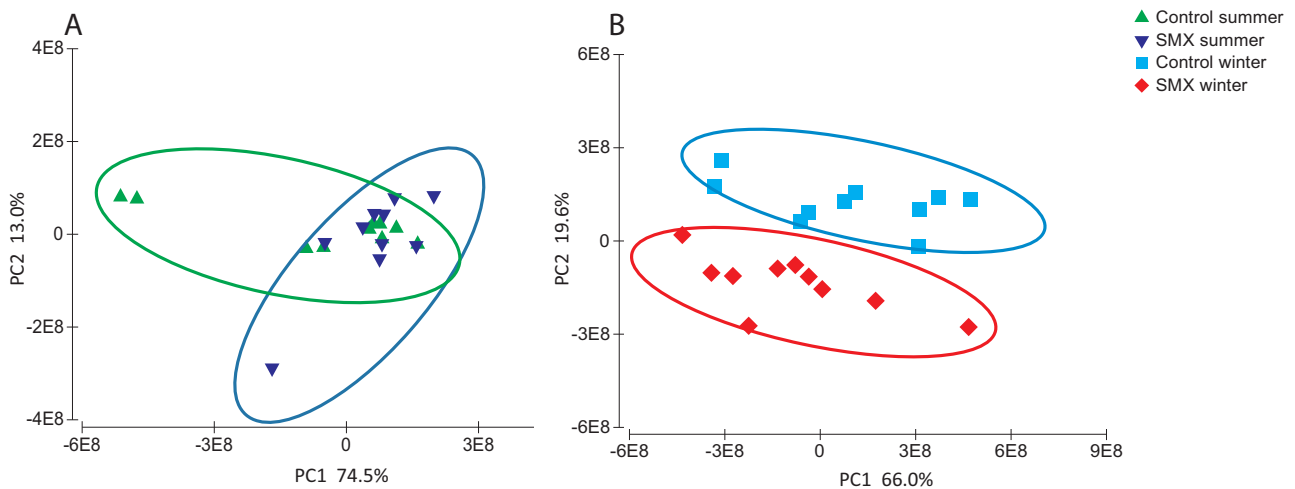 A
4E8
2E8
0
-2E8
-4E8
PC2 13.0%
-6E8
-3E8
0
3E8
PC1 74.5%
B
6E8
3E8
0
-3E8
-6E8
PC2 19.6%
-6E8
-3E8
0
3E8
6E8
9E8
PC1 66.0%
Control summer
SMX summer
Control winter
SMX winter